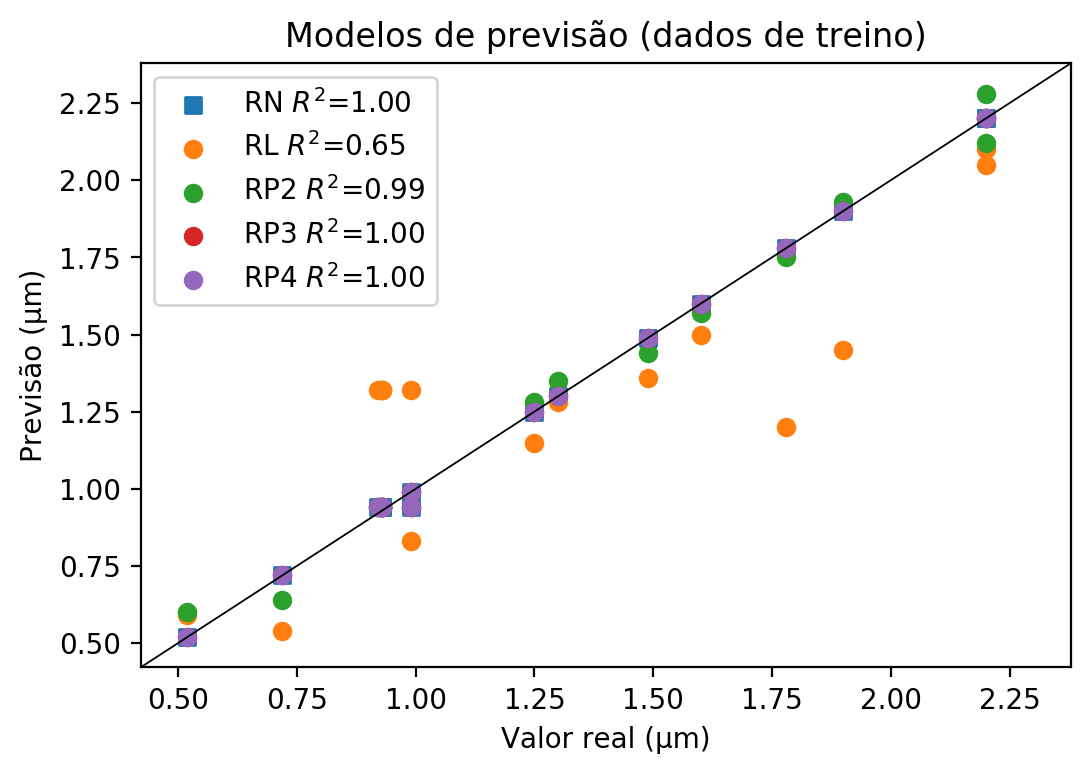 Modelos de previsão (dados de treino)
RN R²=1.00
RL R²=0.65
RP2 R²=0.99
RP3 R²=1.00
RP4 R²=1.00
Previsão (µm)
2.25
2.00
1.75
1.50
1.25
1.00
0.75
0.50
0.50 0.75 1.00 1.25 1.50 1.75 2.00 2.25
Valor real (µm)